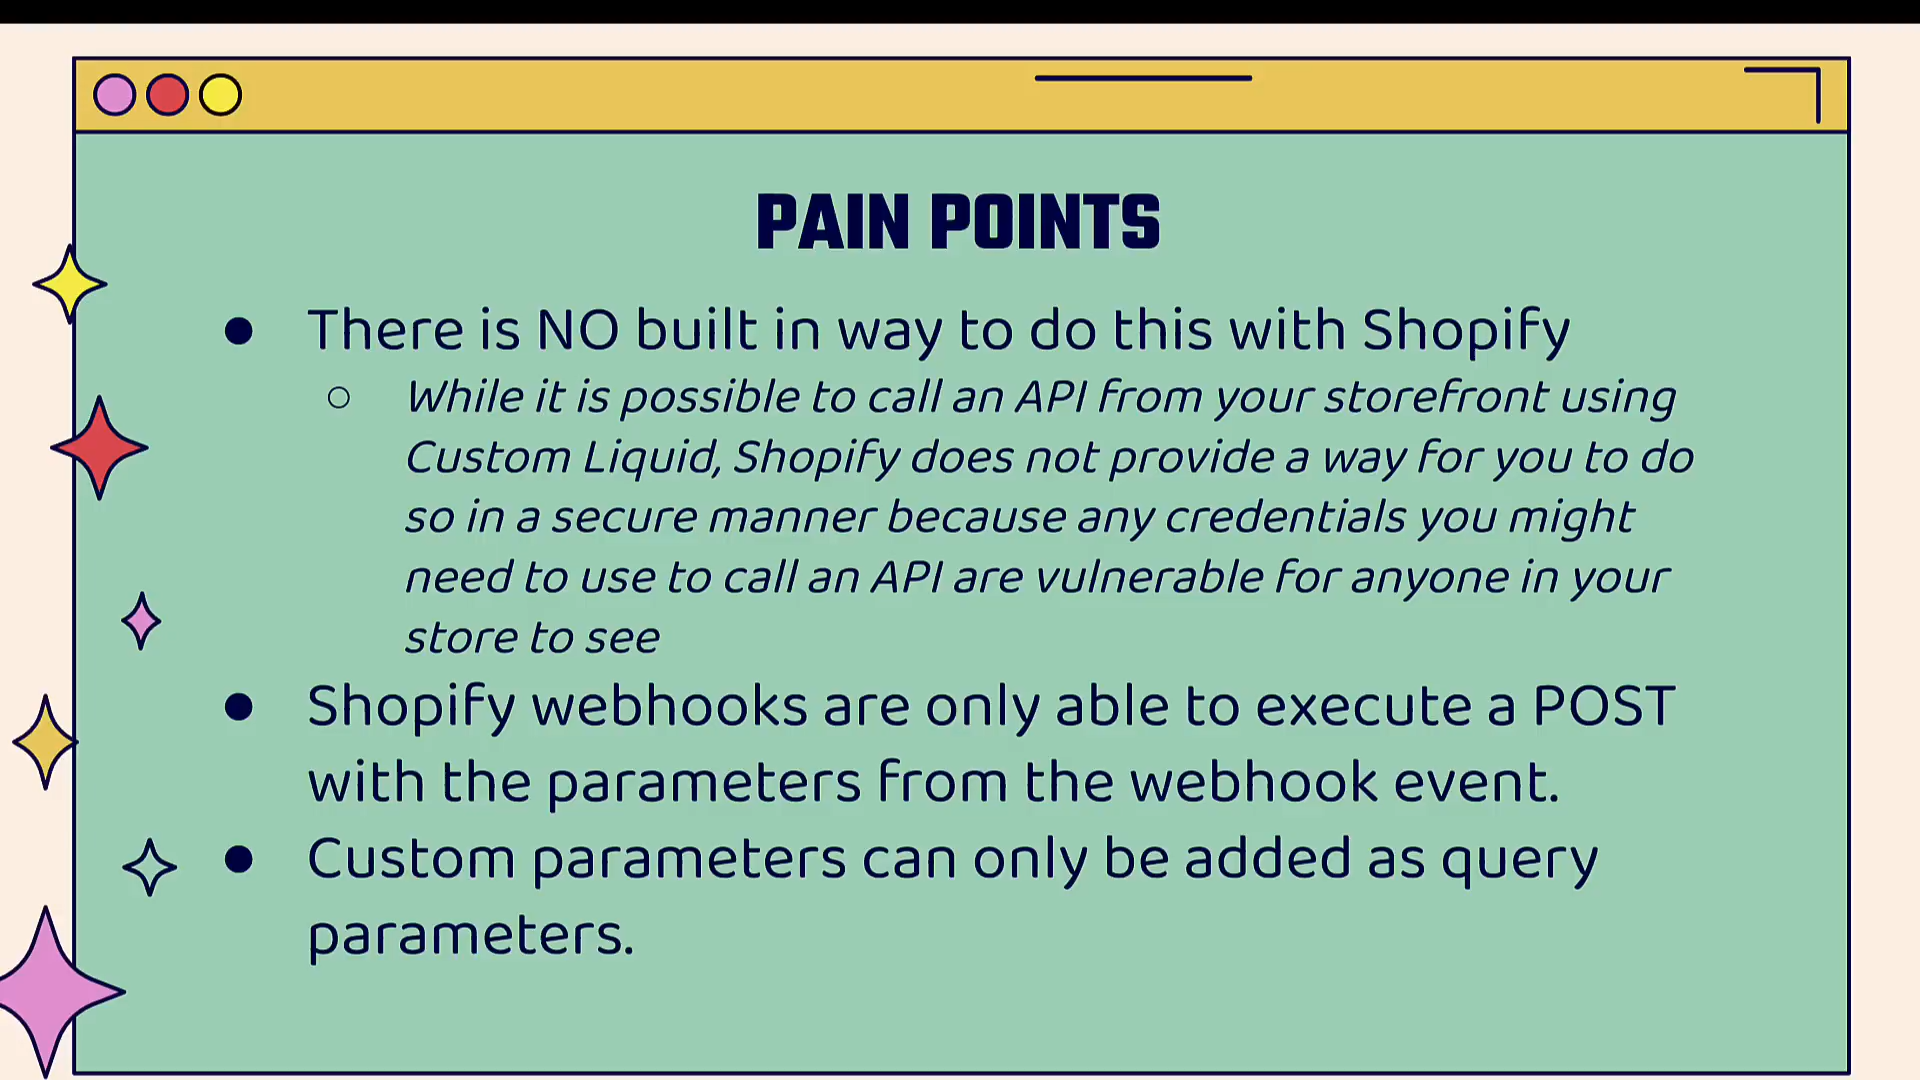 PAIN POINTS
● There is NO built in way to do this with Shopify
○ While it is possible to call an API from your storefront using
Custom Liquid, Shopify does not provide a way for you to do
so in a secure manner because any credentials you might
need to use to call an API are vulnerable for anyone in your
store to see
● Shopify webhooks are only able to execute a POST
with the parameters from the webhook event.
● Custom parameters can only be added as query
parameters.